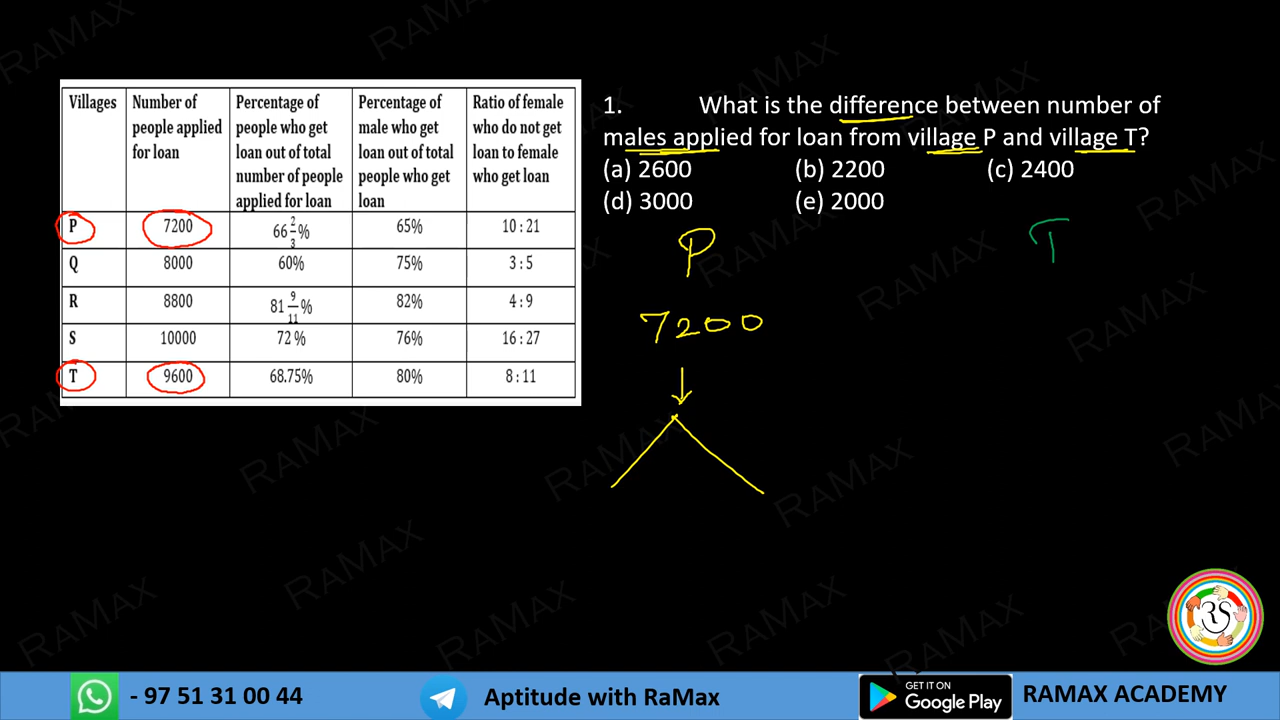 Villages
Number of
people applied
for loan
Percentage of
people who get
loan out of total
number of people
applied for loan
Percentage of
male who get
loan out of total
people who get
loan
Ratio of female
who do not get
loan to female
who get loan
P 7200 66 2/3% 65% 10 : 21
Q 8000 60% 75% 3 : 5
R 8800 81 9/11% 82% 4 : 9
S 10000 72 % 76% 16 : 27
T 9600 68.75% 80% 8 : 11
1. What is the difference between number of
males applied for loan from village P and village T?
(a) 2600 (b) 2200 (c) 2400
(d) 3000 (e) 2000
P T
7200
RaMax
RS
- 97 51 31 00 44
Aptitude with RaMax
GET IT ON
Google Play
RAMAX ACADEMY